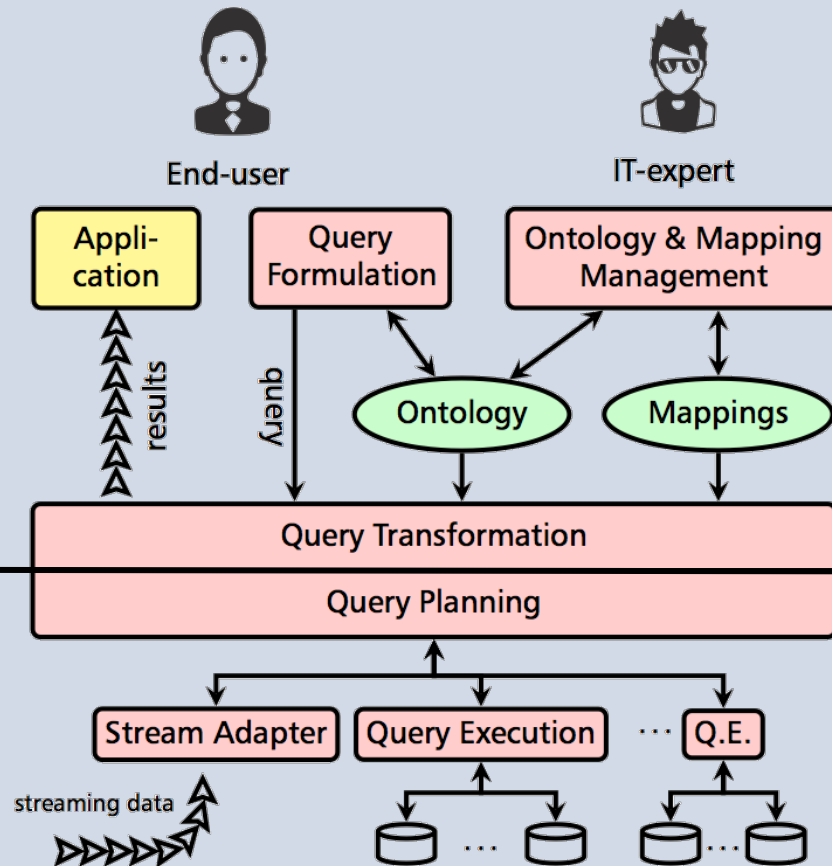 End-user
IT-expert
Appli-
cation
Query
Formulation
Ontology & Mapping
Management
results
query
Ontology
Mappings
Query Transformation
Query Planning
Stream Adapter
Query Execution
...
Q.E.
streaming data
...
...